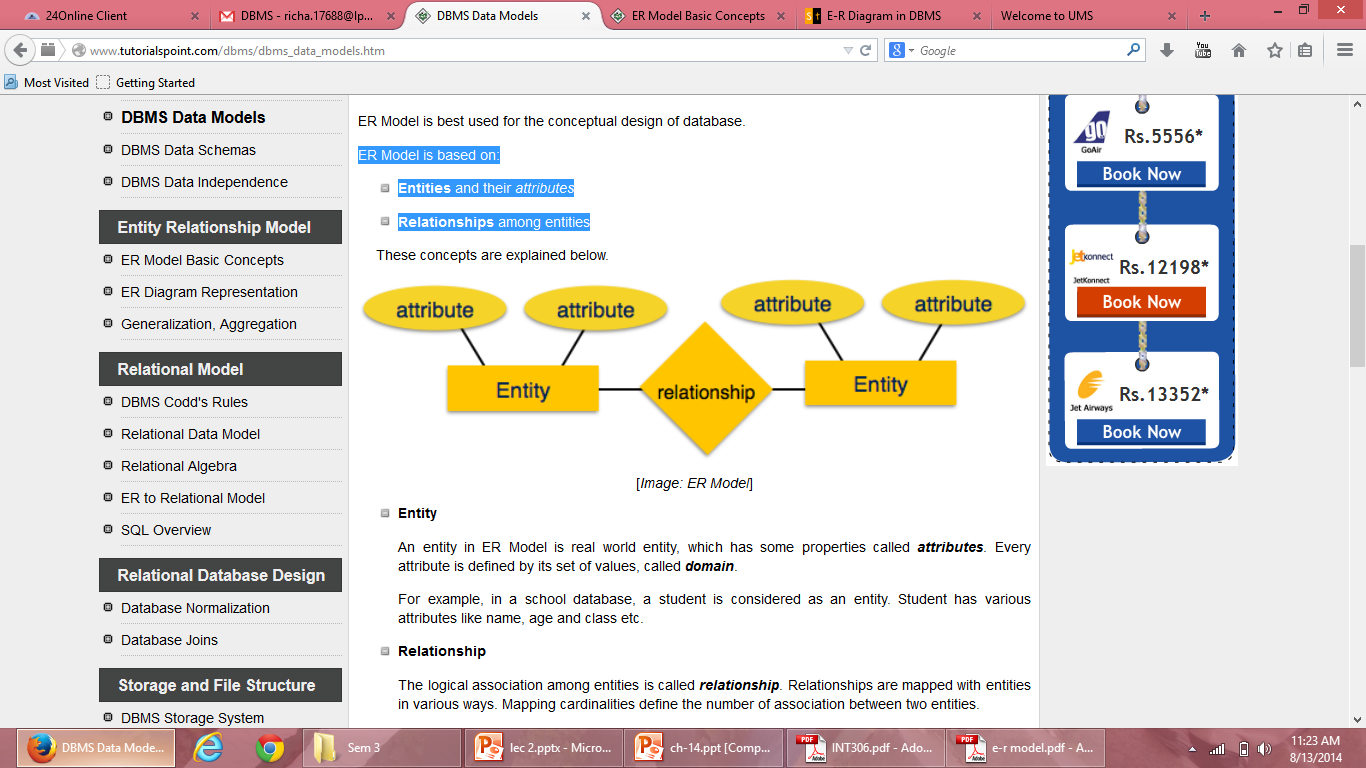 24Online Client
DBMS - richa.17688@lp...
DBMS Data Models
ER Model Basic Concepts
E-R Diagram in DBMS
Welcome to UMS
www.tutorialspoint.com/dbms/dbms_data_models.htm
Google
Most Visited
Getting Started
DBMS Data Models
DBMS Data Schemas
DBMS Data Independence
Entity Relationship Model
ER Model Basic Concepts
ER Diagram Representation
Generalization, Aggregation
Relational Model
DBMS Codd's Rules
Relational Data Model
Relational Algebra
ER to Relational Model
SQL Overview
Relational Database Design
Database Normalization
Database Joins
Storage and File Structure
DBMS Storage System
ER Model is best used for the conceptual design of database.
ER Model is based on:
Entities and their attributes
Relationships among entities
These concepts are explained below.
attribute
attribute
attribute
attribute
Entity
relationship
Entity
[Image: ER Model]
Entity
An entity in ER Model is real world entity, which has some properties called attributes. Every
attribute is defined by its set of values, called domain.
For example, in a school database, a student is considered as an entity. Student has various
attributes like name, age and class etc.
Relationship
The logical association among entities is called relationship. Relationships are mapped with entities
in various ways. Mapping cardinalities define the number of association between two entities.
GO
GoAir
Rs.5556*
Book Now
Jetkonnect
JetKonnect
Rs.12198*
Book Now
Jet Airways
Rs.13352*
Book Now
DBMS Data Mode...
Sem 3
lec 2.pptx - Micros...
ch-14.ppt [Comp...
INT306.pdf - Ado...
e-r model.pdf - A...
11:23 AM
8/13/2014